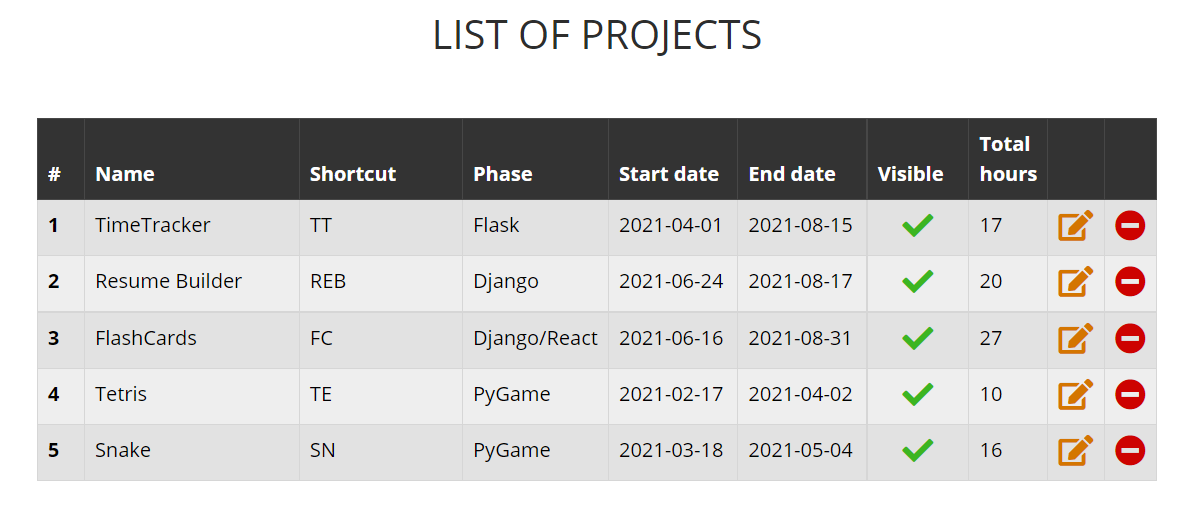 LIST OF PROJECTS
# Name Shortcut Phase Start date End date Visible Total hours
1 TimeTracker TT Flask 2021-04-01 2021-08-15 17
2 Resume Builder REB Django 2021-06-24 2021-08-17 20
3 FlashCards FC Django/React 2021-06-16 2021-08-31 27
4 Tetris TE PyGame 2021-02-17 2021-04-02 10
5 Snake SN PyGame 2021-03-18 2021-05-04 16